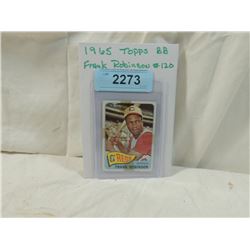 1965 TOPPS BB
Frank Robinson #120
2273
REDS
FRANK ROBINSON